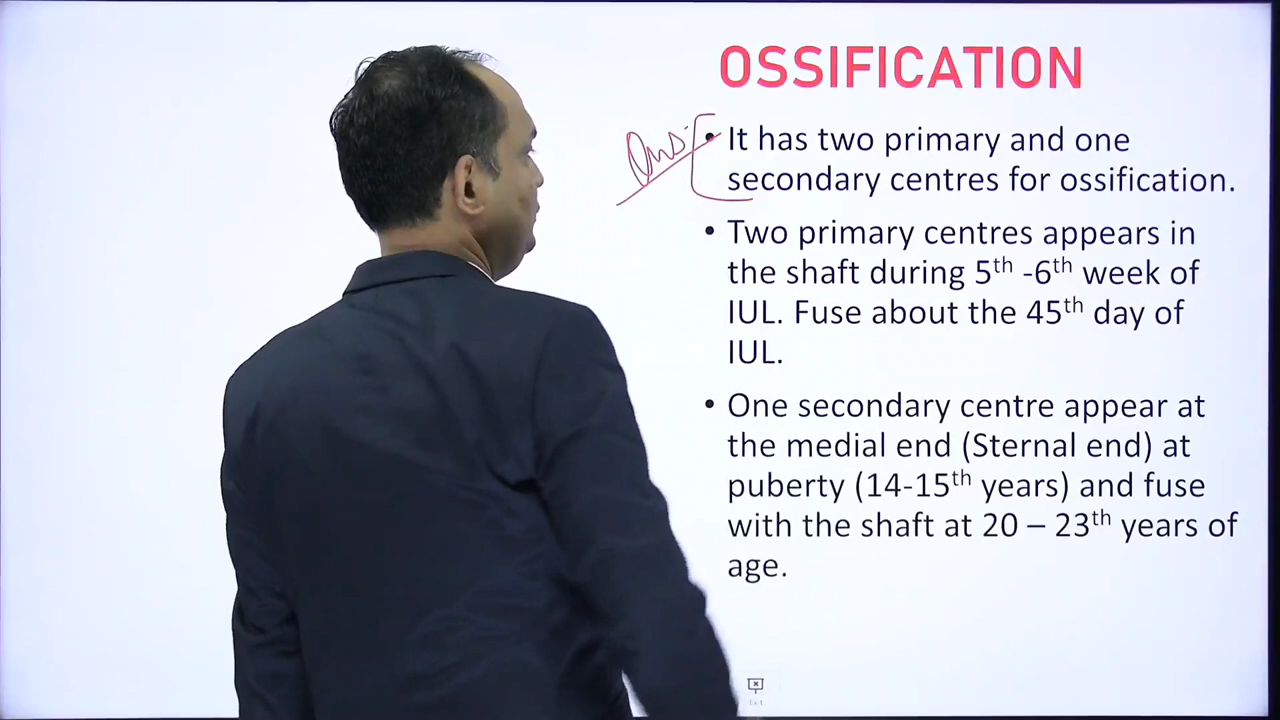 OSSIFICATION
Ans:
• It has two primary and one
secondary centres for ossification.
• Two primary centres appears in
the shaft during 5th -6th week of
IUL. Fuse about the 45th day of
IUL.
• One secondary centre appear at
the medial end (Sternal end) at
puberty (14-15th years) and fuse
with the shaft at 20 – 23th years of
age.
Exit